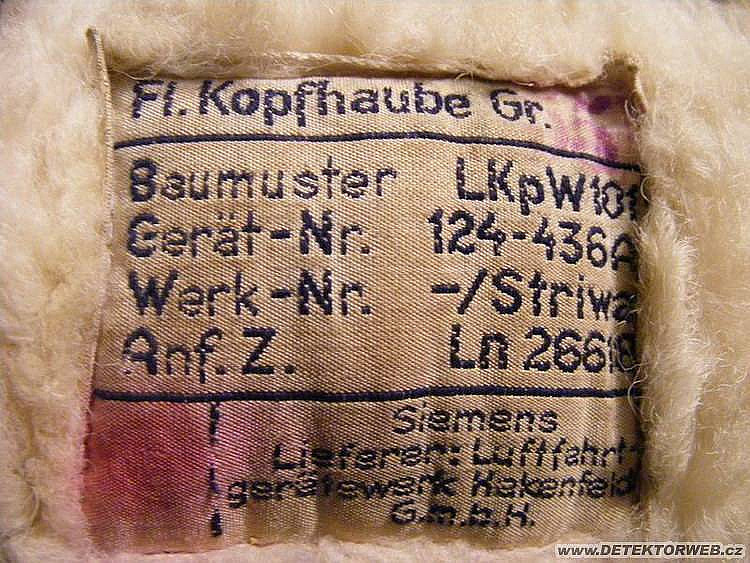 Fl. Kopfhaube Gr.
Baumuster LKpW101
Gerät-Nr. 124-436A
Werk-Nr. -/Striwa
Anf. Z. Ln 26618
Siemens
Lieferer: Luftfahrt-
gerätewerk Hakenfelde
G.m.b.H.
www.DETEKTORWEB.cz